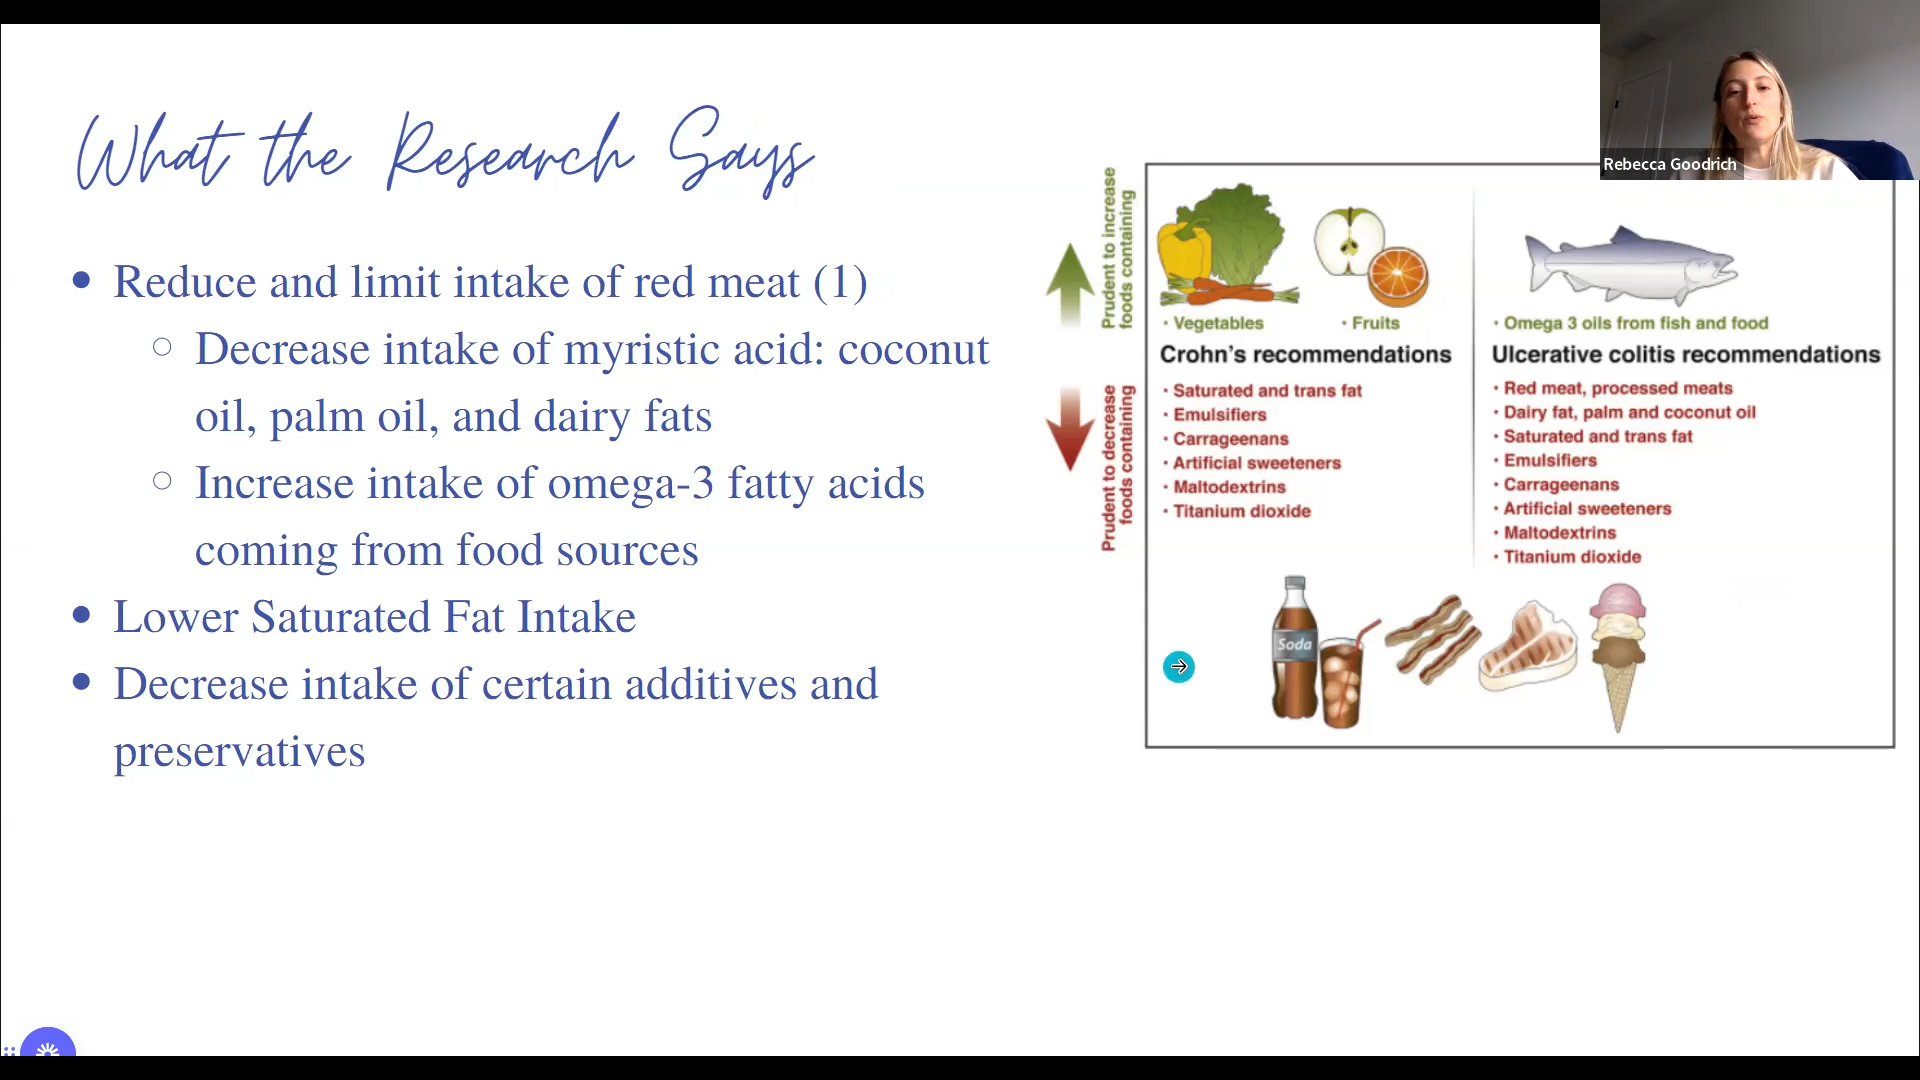 What the Research Says
• Reduce and limit intake of red meat (1)
○ Decrease intake of myristic acid: coconut
oil, palm oil, and dairy fats
○ Increase intake of omega-3 fatty acids
coming from food sources
• Lower Saturated Fat Intake
• Decrease intake of certain additives and
preservatives
Rebecca Goodrich
Prudent to increase
foods containing
• Vegetables
• Fruits
• Omega 3 oils from fish and food
Prudent to decrease
foods containing
Crohn's recommendations
• Saturated and trans fat
• Emulsifiers
• Carrageenans
• Artificial sweeteners
• Maltodextrins
• Titanium dioxide
Ulcerative colitis recommendations
• Red meat, processed meats
• Dairy fat, palm and coconut oil
• Saturated and trans fat
• Emulsifiers
• Carrageenans
• Artificial sweeteners
• Maltodextrins
• Titanium dioxide
Soda